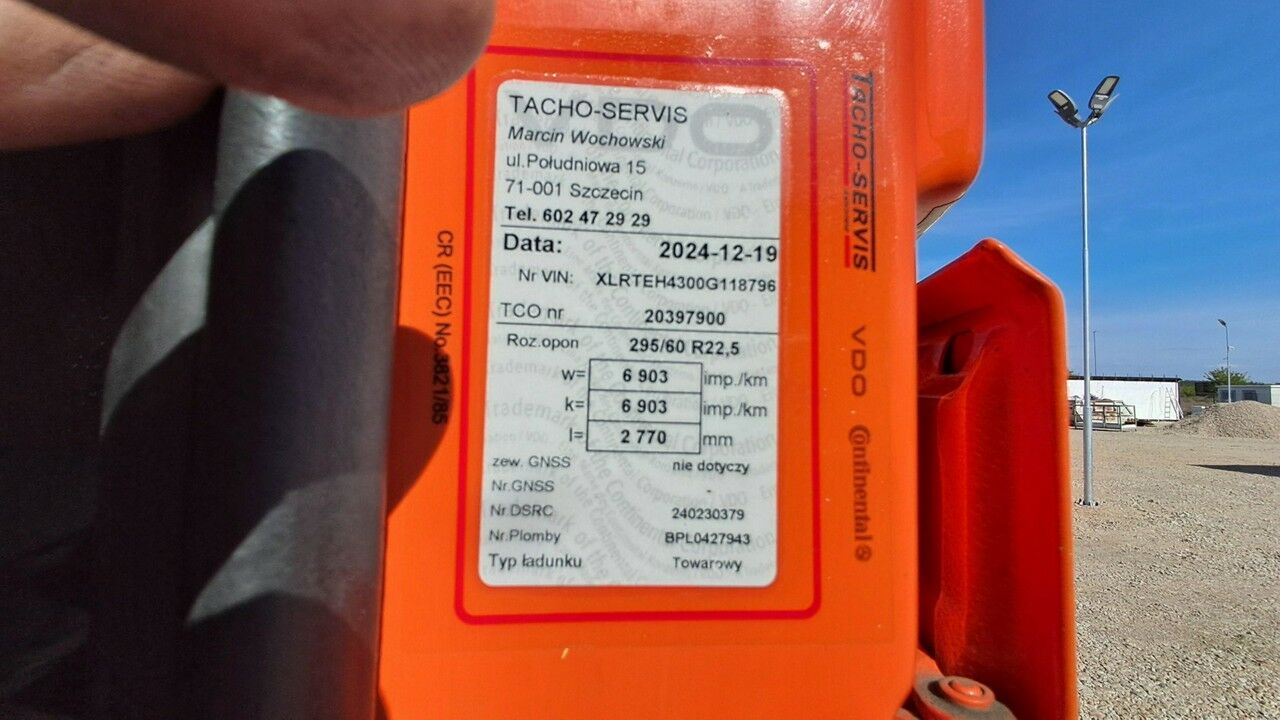 TACHO-SERVIS
Marcin Wochowski
ul.Południowa 15
71-001 Szczecin
Tel. 602 47 29 29
Data: 2024-12-19
Nr VIN: XLRTEH4300G118796
TCO nr 20397900
Roz.opon 295/60 R22,5
w= 6 903 imp./km
k= 6 903 imp./km
l= 2 770 mm
zew. GNSS nie dotyczy
Nr.GNSS .
Nr.DSRC 240230379
Nr.Plomby BPL0427943
Typ ładunku Towarowy
CR (EEC) No.3821/85
TACHO-SERVIS
VDO
Continental®